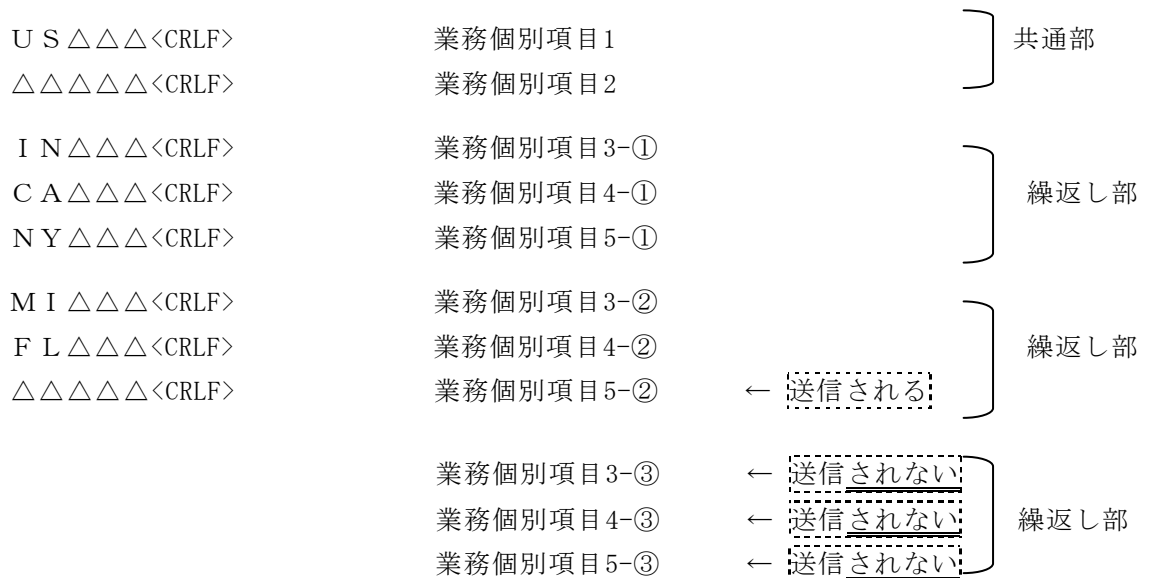 ＵＳ△△△<CRLF> 業務個別項目1 共通部
△△△△△<CRLF> 業務個別項目2
ＩＮ△△△<CRLF> 業務個別項目3-①
ＣＡ△△△<CRLF> 業務個別項目4-① 繰返し部
ＮＹ△△△<CRLF> 業務個別項目5-①
ＭＩ△△△<CRLF> 業務個別項目3-②
ＦＬ△△△<CRLF> 業務個別項目4-② 繰返し部
△△△△△<CRLF> 業務個別項目5-② ← 送信される
業務個別項目3-③ ← 送信されない
業務個別項目4-③ ← 送信されない 繰返し部
業務個別項目5-③ ← 送信されない